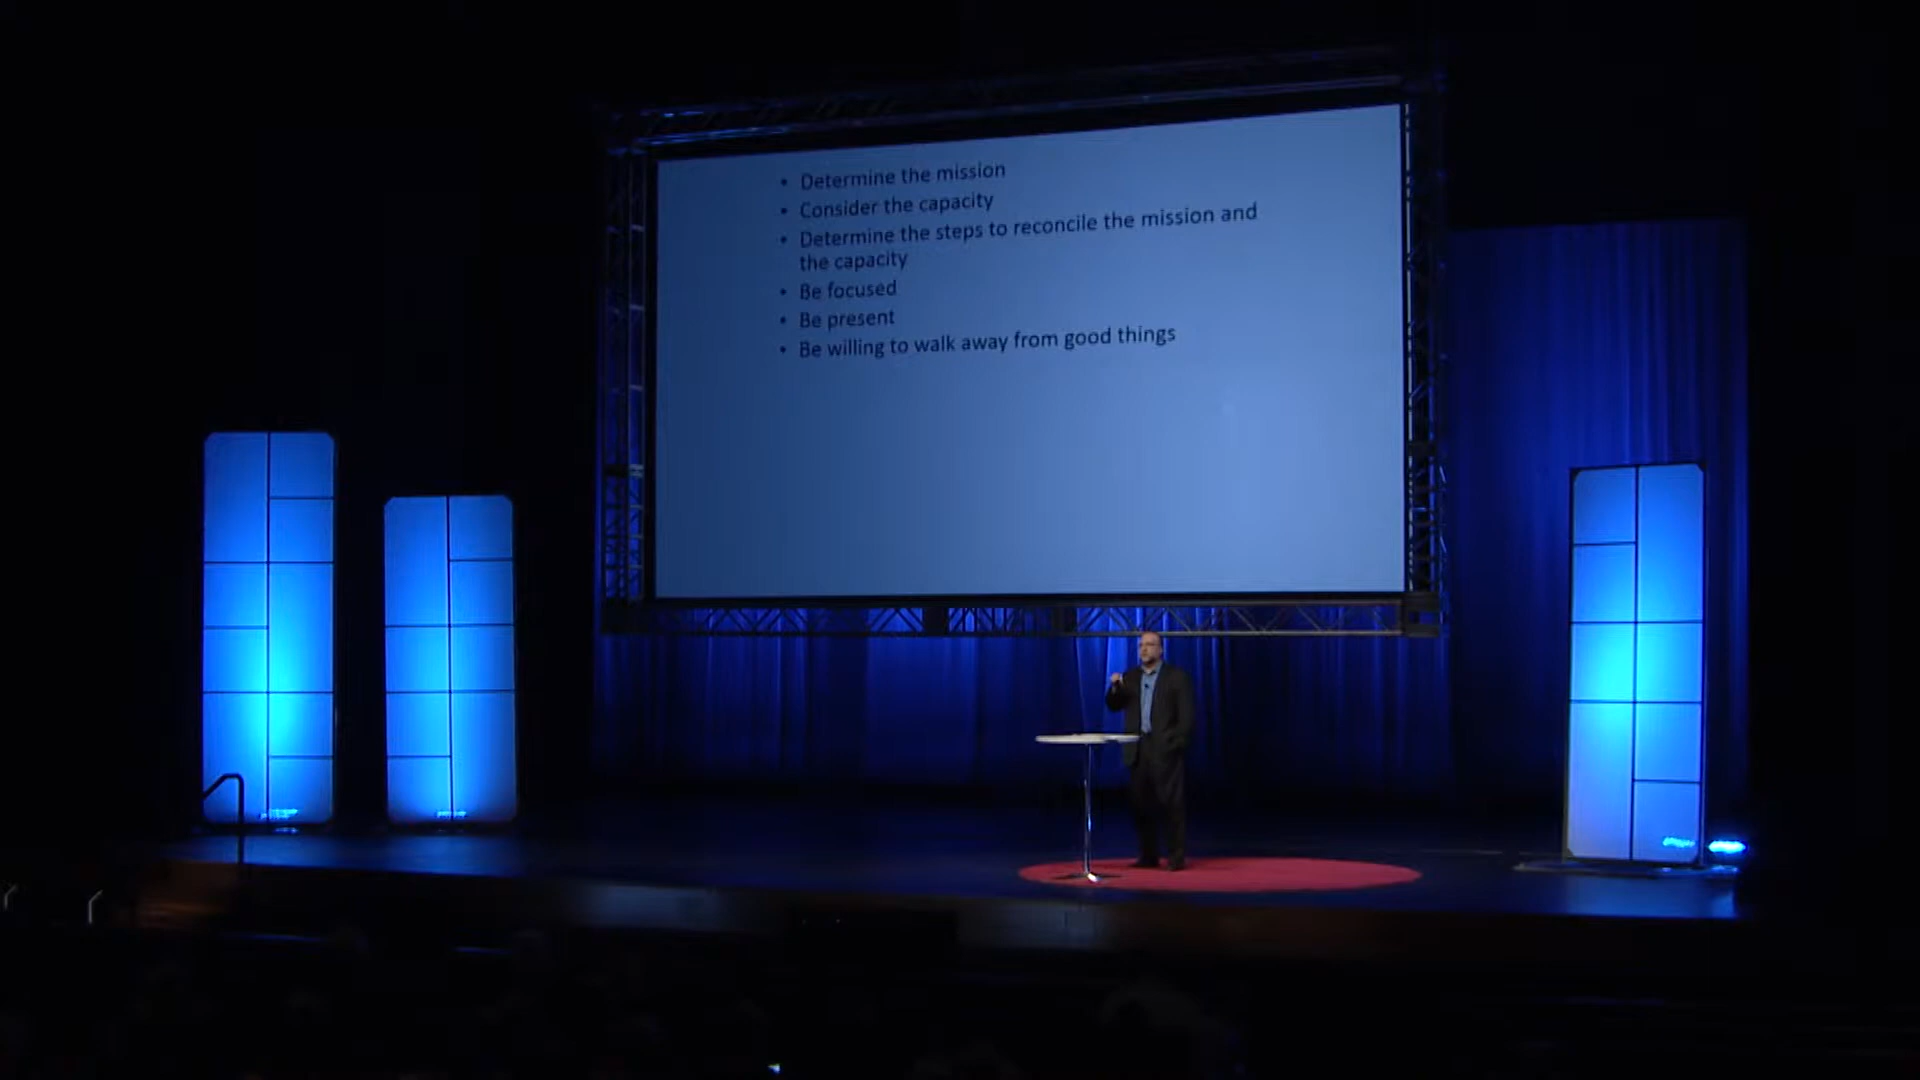 • Determine the mission
• Consider the capacity
• Determine the steps to reconcile the mission and
the capacity
• Be focused
• Be present
• Be willing to walk away from good things